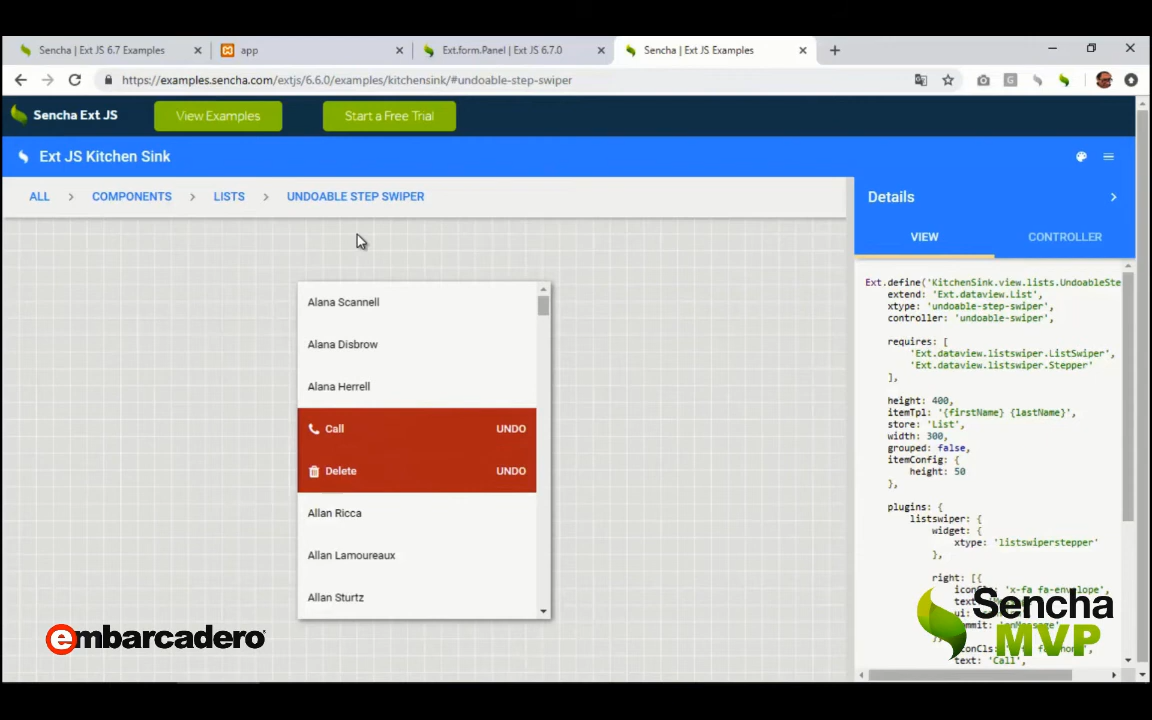 Sencha | Ext JS 6.7 Examples
app
Ext.form.Panel | Ext JS 6.7.0
Sencha | Ext JS Examples
https://examples.sencha.com/extjs/6.6.0/examples/kitchensink/#undoable-step-swiper
Sencha Ext JS
View Examples
Start a Free Trial
Ext JS Kitchen Sink
ALL > COMPONENTS > LISTS > UNDOABLE STEP SWIPER
Alana Scannell
Alana Disbrow
Alana Herrell
Call UNDO
Delete UNDO
Allan Ricca
Allan Lamoureaux
Allan Sturtz
Details
VIEW
CONTROLLER
Ext.define('KitchenSink.view.lists.UndoableSte
extend: 'Ext.dataview.List',
xtype: 'undoable-step-swiper',
controller: 'undoable-swiper',
requires: [
'Ext.dataview.listswiper.ListSwiper',
'Ext.dataview.listswiper.Stepper'
],
height: 400,
itemTpl: '{firstName} {lastName}',
store: 'List',
width: 300,
grouped: false,
itemConfig: {
height: 50
},
plugins: {
listswiper: {
widget: {
xtype: 'listswiperstepper'
},
right: [{
'x-fa fa-envelope',
text: 'Call',
embarcadero
Sencha
MVP